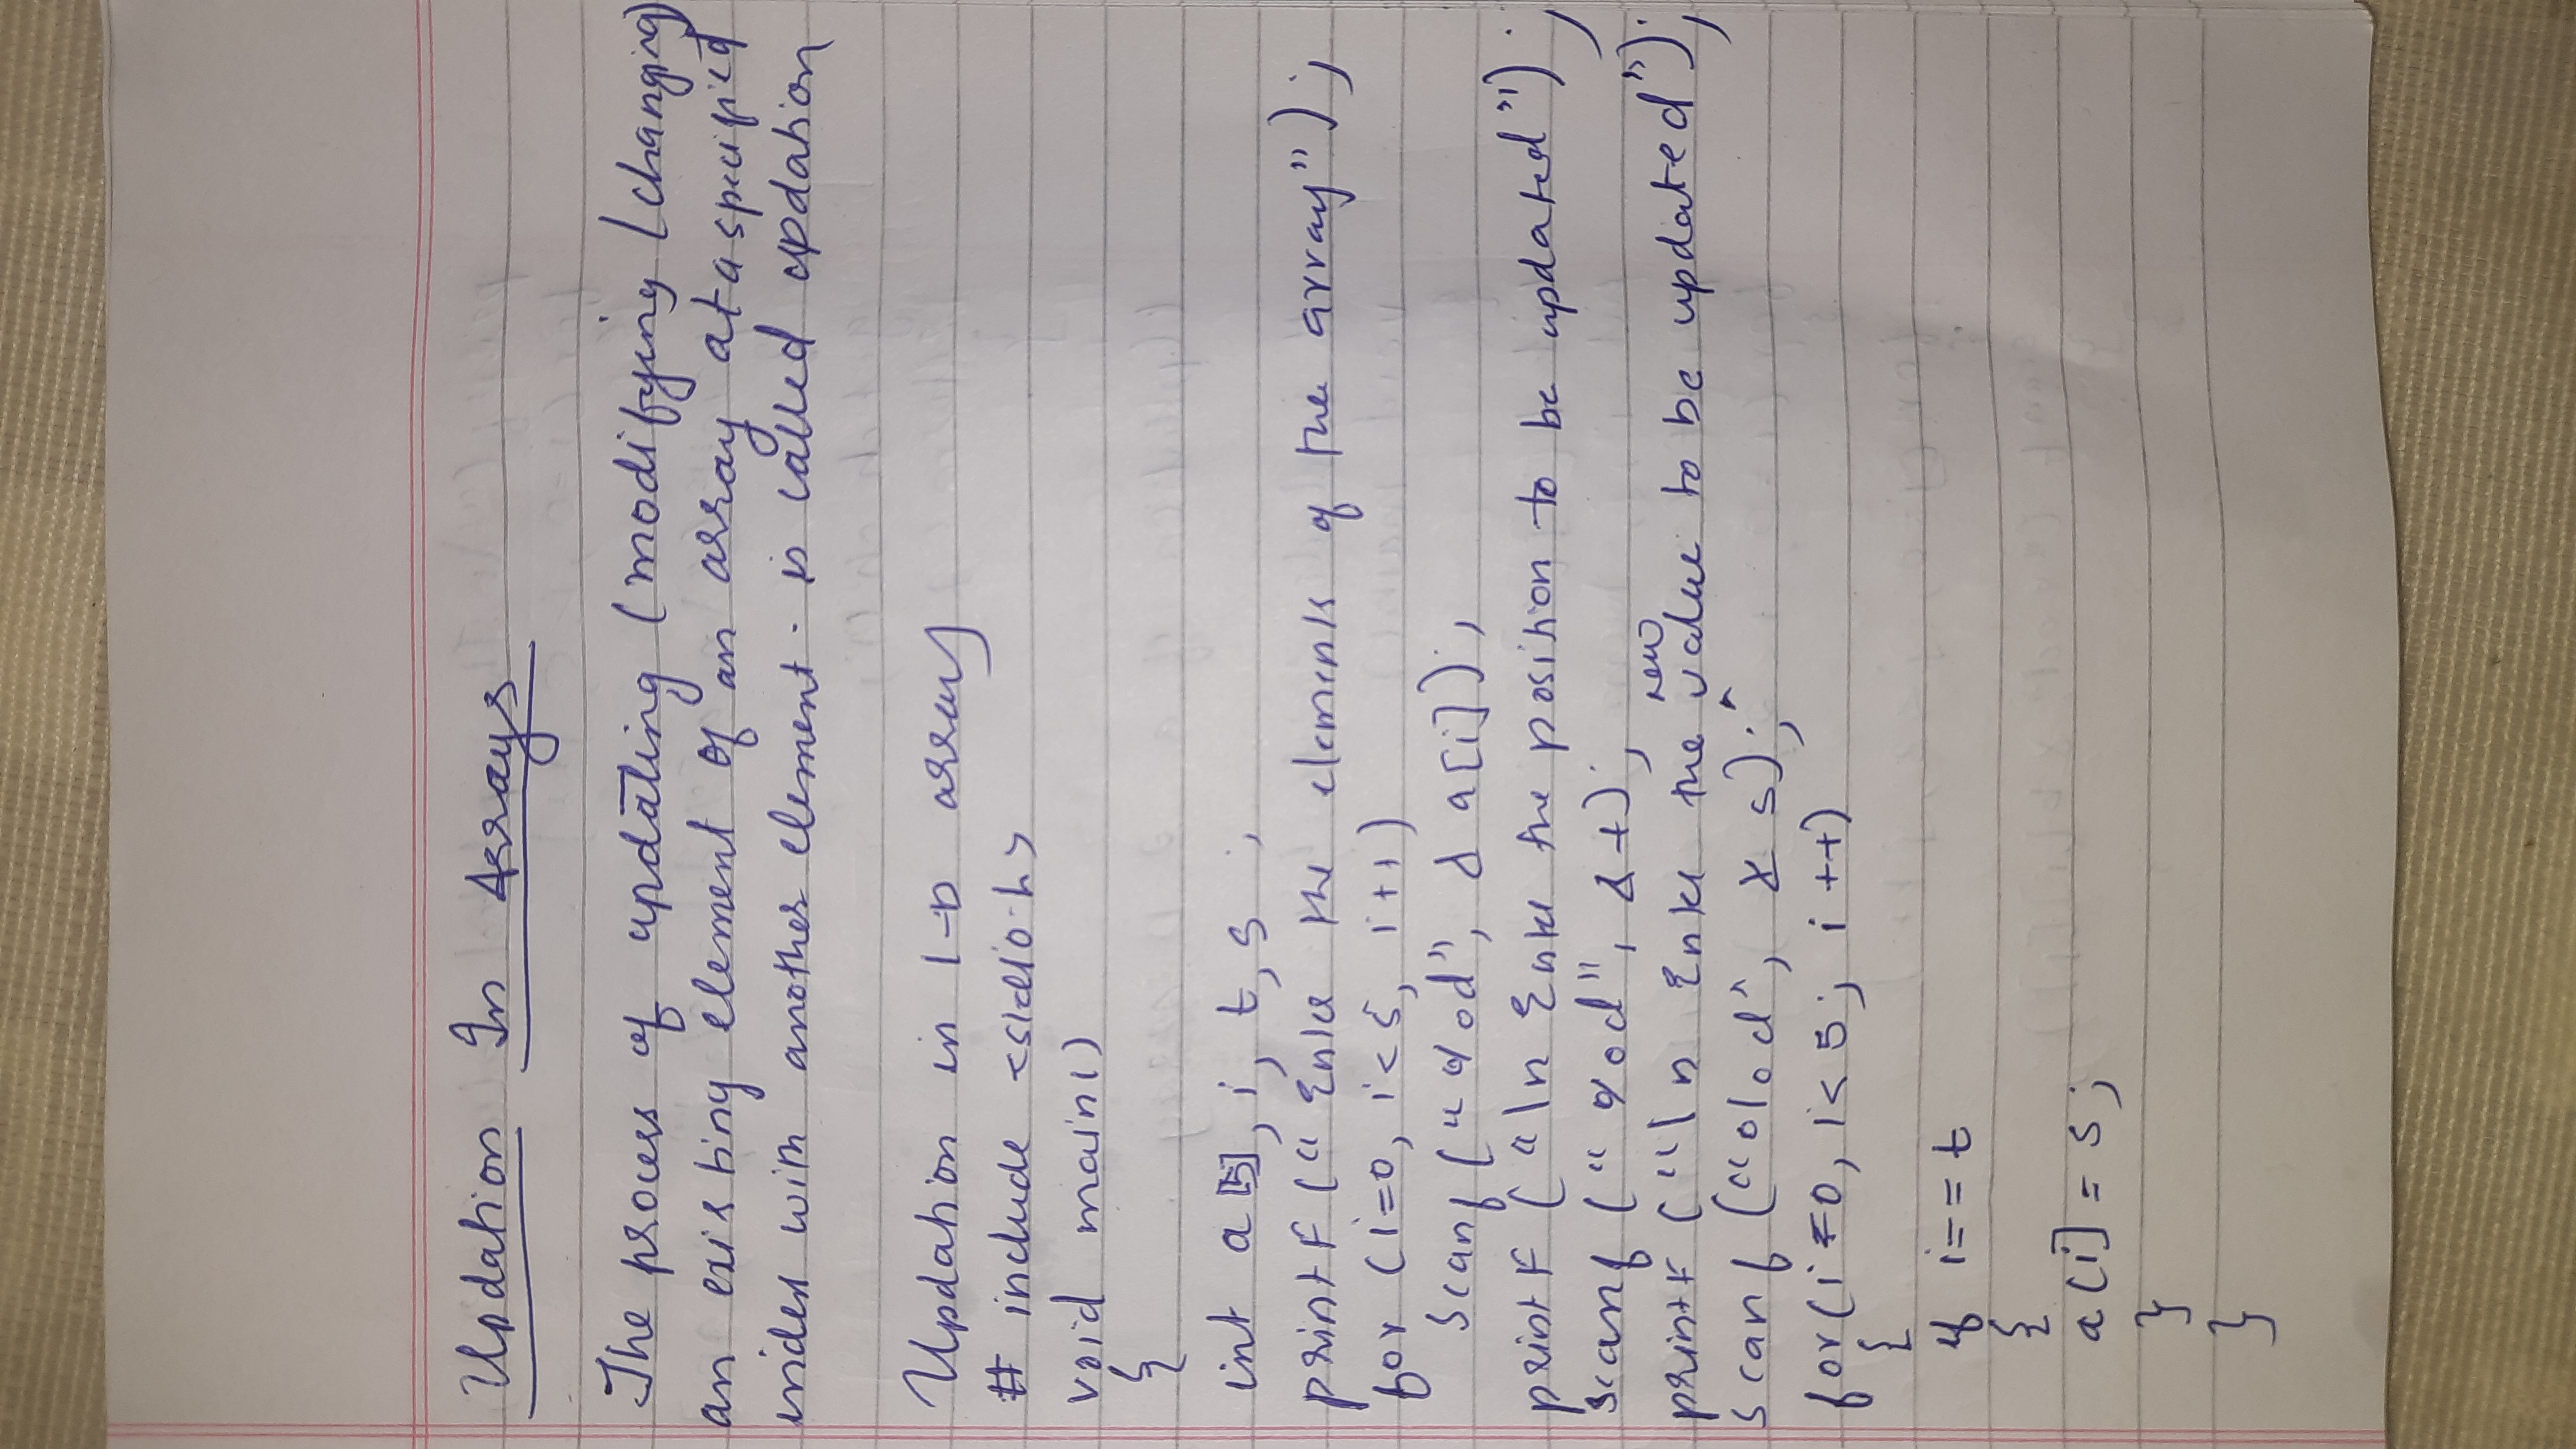 Updation In Arrays
The process of updating (modifying / changing)
an existing element of an array at a specified
index with another element. is called updation
Updation in 1-D array
# include <stdio.h>
void main()
{
int a[5], i, t, s ;
printf (“ Enter the elements of the array”);
for (i=0, i<5, i++)
scanf (“%d”, & a[i]);
printf (“\n Enter the position to be updated”);
scanf (“%d”, &t);
printf (“\n Enter the new value to be updated”);
scanf (“%d”, & s);
for(i=0, i<5; i++)
{
if i==t
{
a[i] = s;
}
}